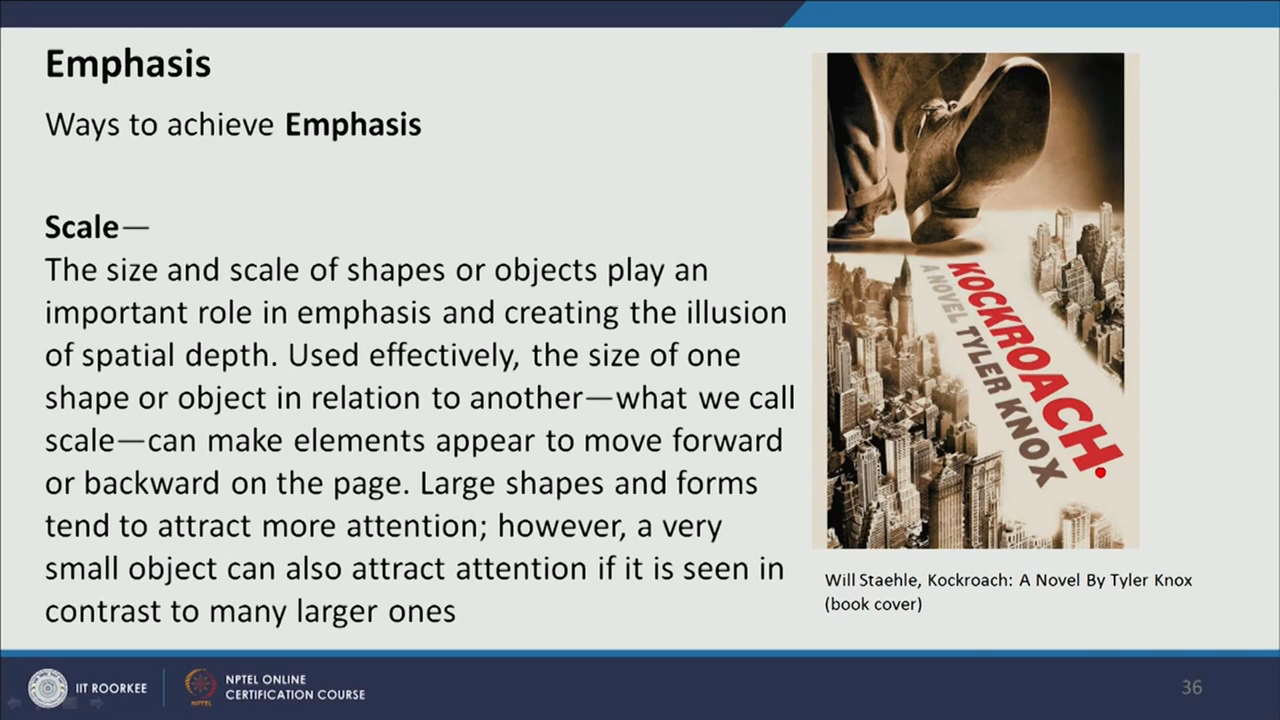 Emphasis
Ways to achieve Emphasis
Scale—
The size and scale of shapes or objects play an
important role in emphasis and creating the illusion
of spatial depth. Used effectively, the size of one
shape or object in relation to another—what we call
scale—can make elements appear to move forward
or backward on the page. Large shapes and forms
tend to attract more attention; however, a very
small object can also attract attention if it is seen in
contrast to many larger ones
KOCKROACH
A NOVEL TYLER KNOX
Will Staehle, Kockroach: A Novel By Tyler Knox
(book cover)
IIT ROORKEE
NPTEL
NPTEL ONLINE
CERTIFICATION COURSE
36